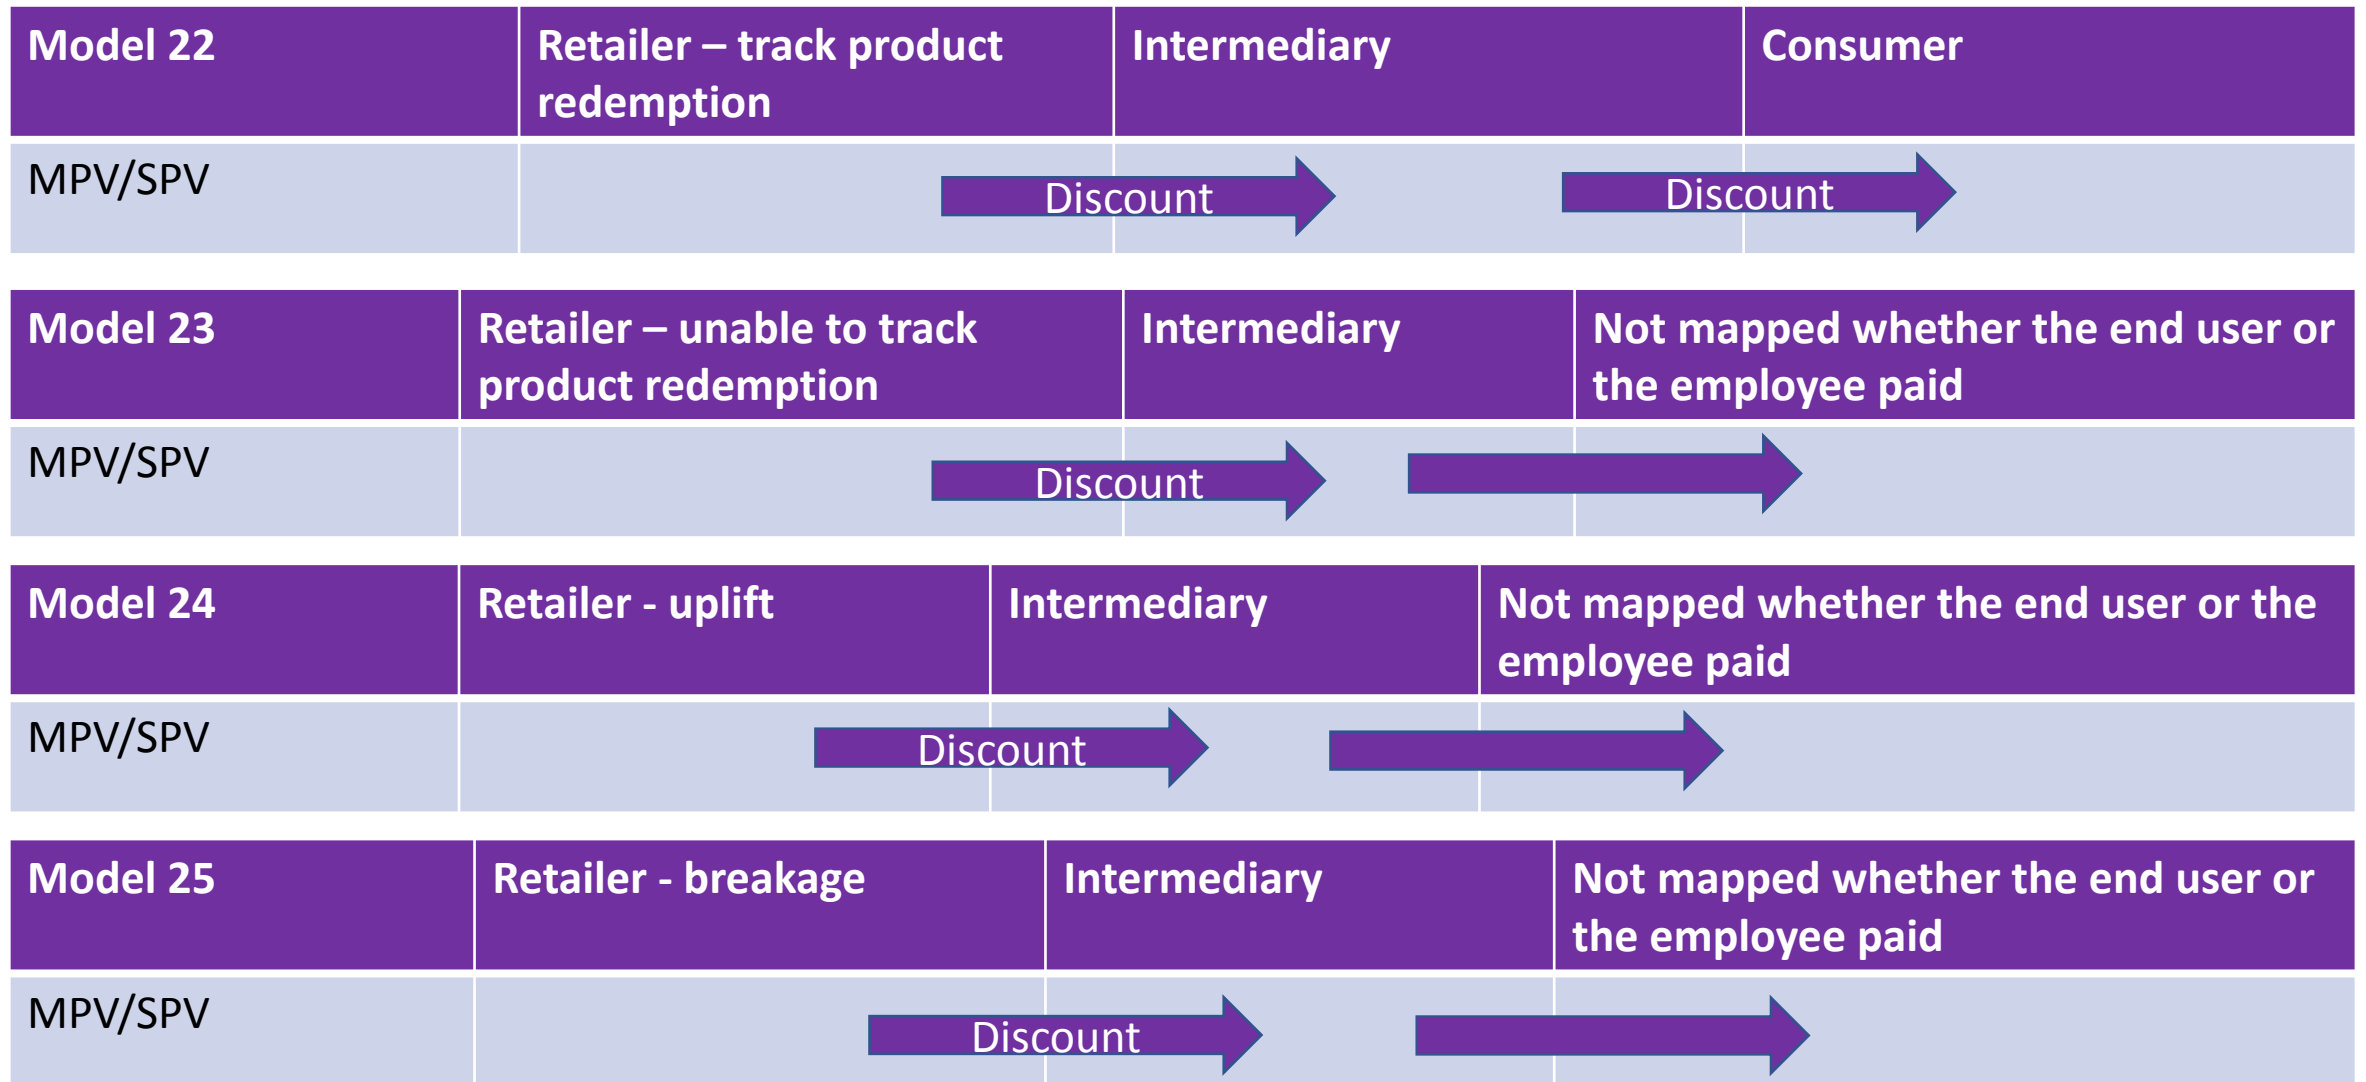 Model 22
Retailer – track product
redemption
Intermediary
Consumer
MPV/SPV
Discount
Discount
Model 23
Retailer – unable to track
product redemption
Intermediary
Not mapped whether the end user or
the employee paid
MPV/SPV
Discount
Model 24
Retailer - uplift
Intermediary
Not mapped whether the end user or the
employee paid
MPV/SPV
Discount
Model 25
Retailer - breakage
Intermediary
Not mapped whether the end user or
the employee paid
MPV/SPV
Discount